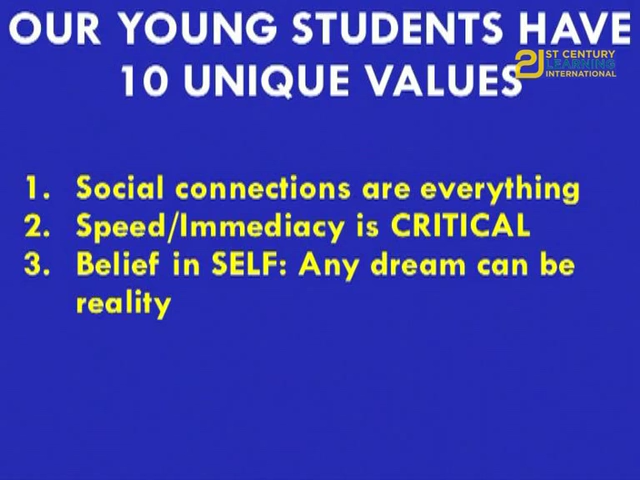 OUR YOUNG STUDENTS HAVE
10 UNIQUE VALUES
21 ST CENTURY
LEARNING
INTERNATIONAL
1. Social connections are everything
2. Speed/Immediacy is CRITICAL
3. Belief in SELF: Any dream can be
reality